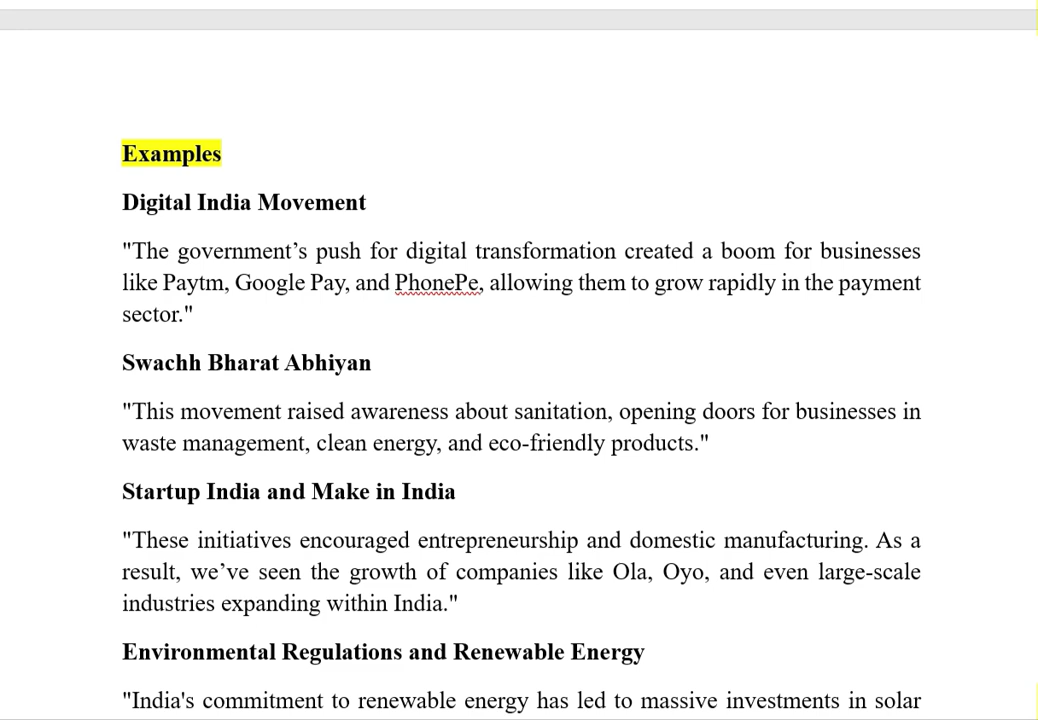 Examples
Digital India Movement
"The government’s push for digital transformation created a boom for businesses
like Paytm, Google Pay, and PhonePe, allowing them to grow rapidly in the payment
sector."
Swachh Bharat Abhiyan
"This movement raised awareness about sanitation, opening doors for businesses in
waste management, clean energy, and eco-friendly products."
Startup India and Make in India
"These initiatives encouraged entrepreneurship and domestic manufacturing. As a
result, we’ve seen the growth of companies like Ola, Oyo, and even large-scale
industries expanding within India."
Environmental Regulations and Renewable Energy
"India's commitment to renewable energy has led to massive investments in solar